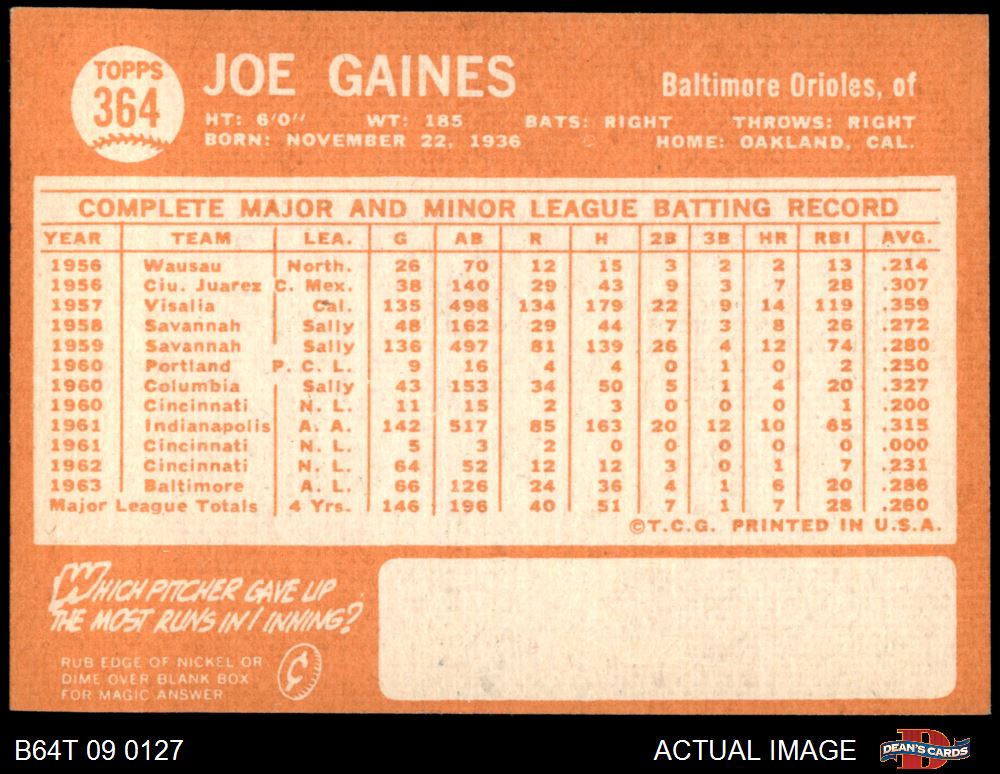 TOPPS
364
JOE GAINES
Baltimore Orioles, of
HT: 6'0" WT: 185 BATS: RIGHT THROWS: RIGHT
BORN: NOVEMBER 22, 1936 HOME: OAKLAND, CAL.
COMPLETE MAJOR AND MINOR LEAGUE BATTING RECORD
YEAR TEAM LEA. G AB R H 2B 3B HR RBI AVG.
1956 Wausau North. 26 70 12 15 3 2 2 13 .214
1956 Ciu. Juarez C. Mex. 38 140 29 43 9 3 7 28 .307
1957 Visalia Cal. 135 498 134 179 22 9 14 119 .359
1958 Savannah Sally 48 162 29 44 7 3 8 26 .272
1959 Savannah Sally 136 497 81 139 26 4 12 74 .280
1960 Portland P. C. L. 9 16 4 4 0 1 0 2 .250
1960 Columbia Sally 43 153 34 50 5 1 4 20 .327
1960 Cincinnati N. L. 11 15 2 3 0 0 0 1 .200
1961 Indianapolis A. A. 142 517 85 163 20 12 10 65 .315
1961 Cincinnati N. L. 5 3 2 0 0 0 0 0 .000
1962 Cincinnati N. L. 64 52 12 12 3 0 1 7 .231
1963 Baltimore A. L. 66 126 24 36 4 1 6 20 .286
Major League Totals 4 Yrs. 146 196 40 51 7 1 7 28 .260
©T.C.G. PRINTED IN U.S.A.
WHICH PITCHER GAVE UP
THE MOST RUNS IN 1 INNING?
RUB EDGE OF NICKEL OR
DIME OVER BLANK BOX
FOR MAGIC ANSWER
¢
B64T 09 0127
ACTUAL IMAGE
D
DEAN'S CARDS